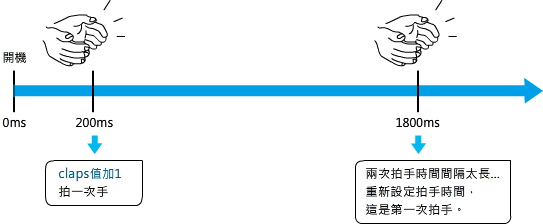 開機
0ms
200ms
1800ms
claps值加1
拍一次手
兩次拍手時間間隔太長...
重新設定拍手時間，
這是第一次拍手。